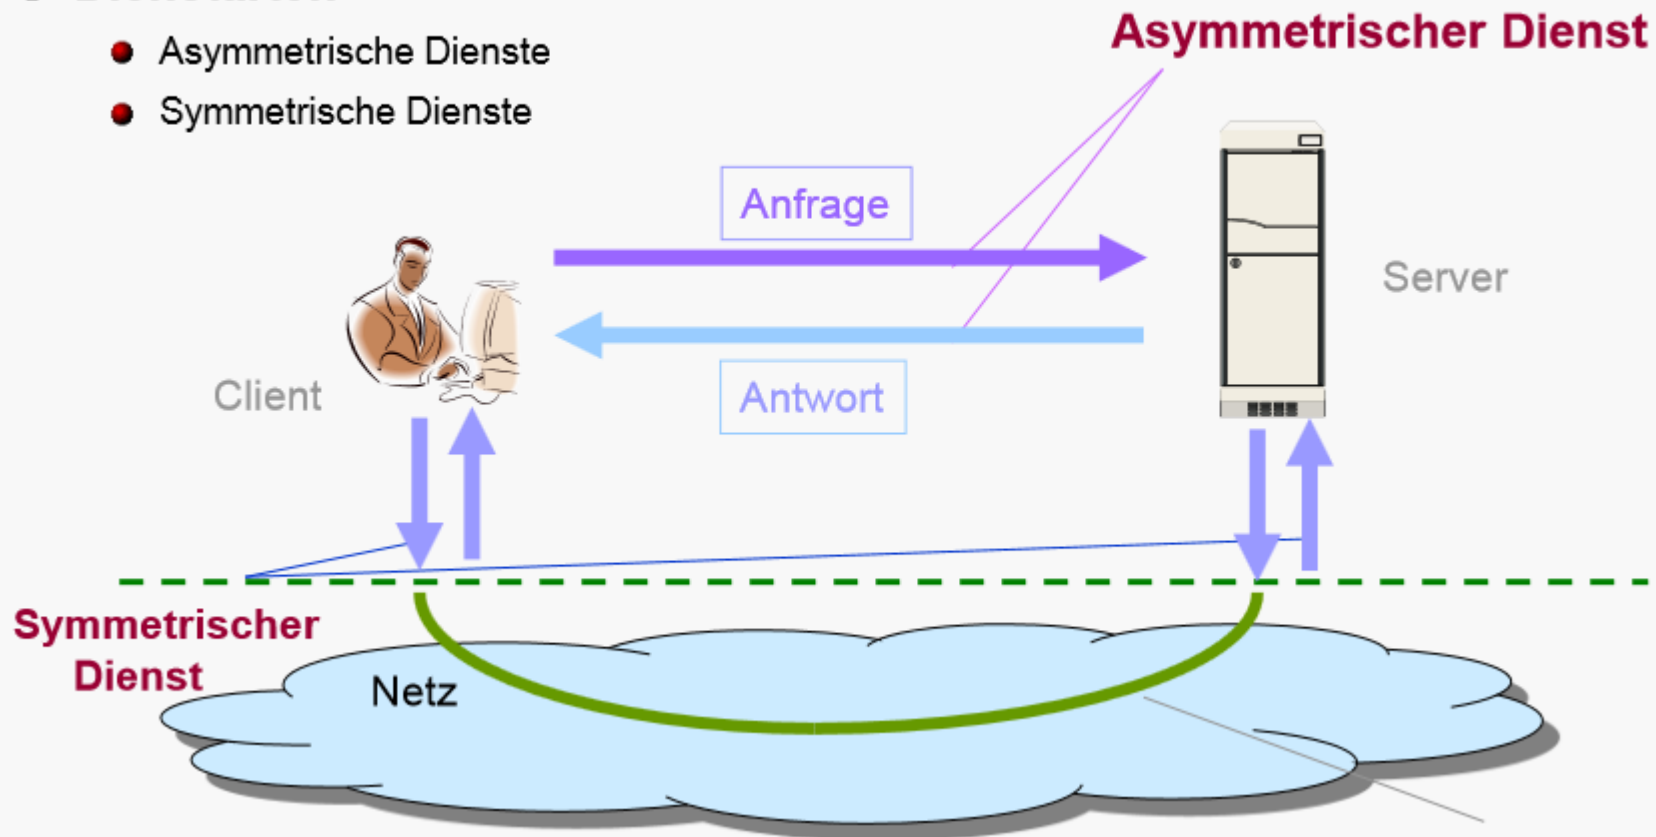 Asymmetrischer Dienst
Asymmetrische Dienste
Symmetrische Dienste
Anfrage
Server
Client
Antwort
Symmetrischer
Dienst
Netz